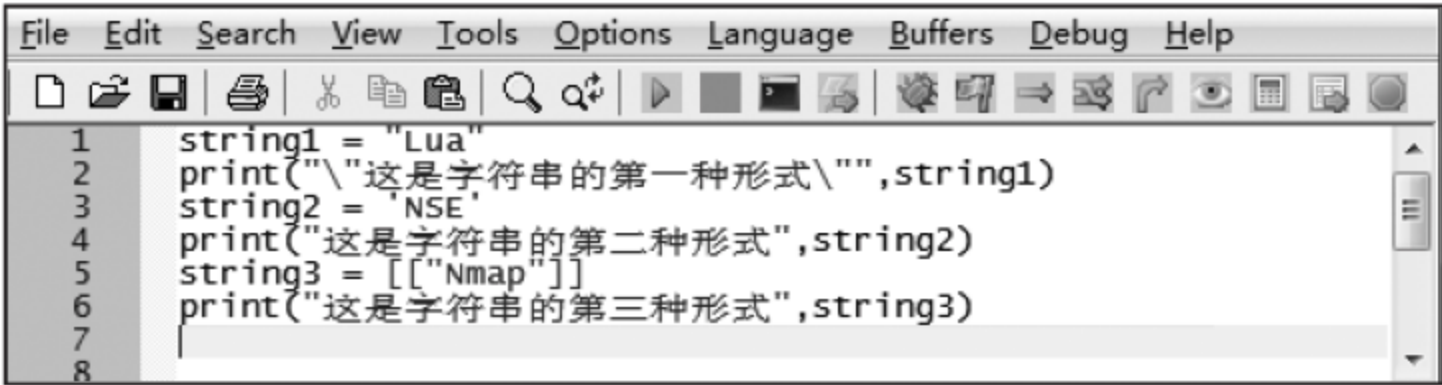 File Edit Search View Tools Options Language Buffers Debug Help
1 string1 = "Lua"
2 print("\"这是字符串的第一种形式\"",string1)
3 string2 = 'NSE'
4 print("这是字符串的第二种形式",string2)
5 string3 = [["Nmap"]]
6 print("这是字符串的第三种形式",string3)
7
8